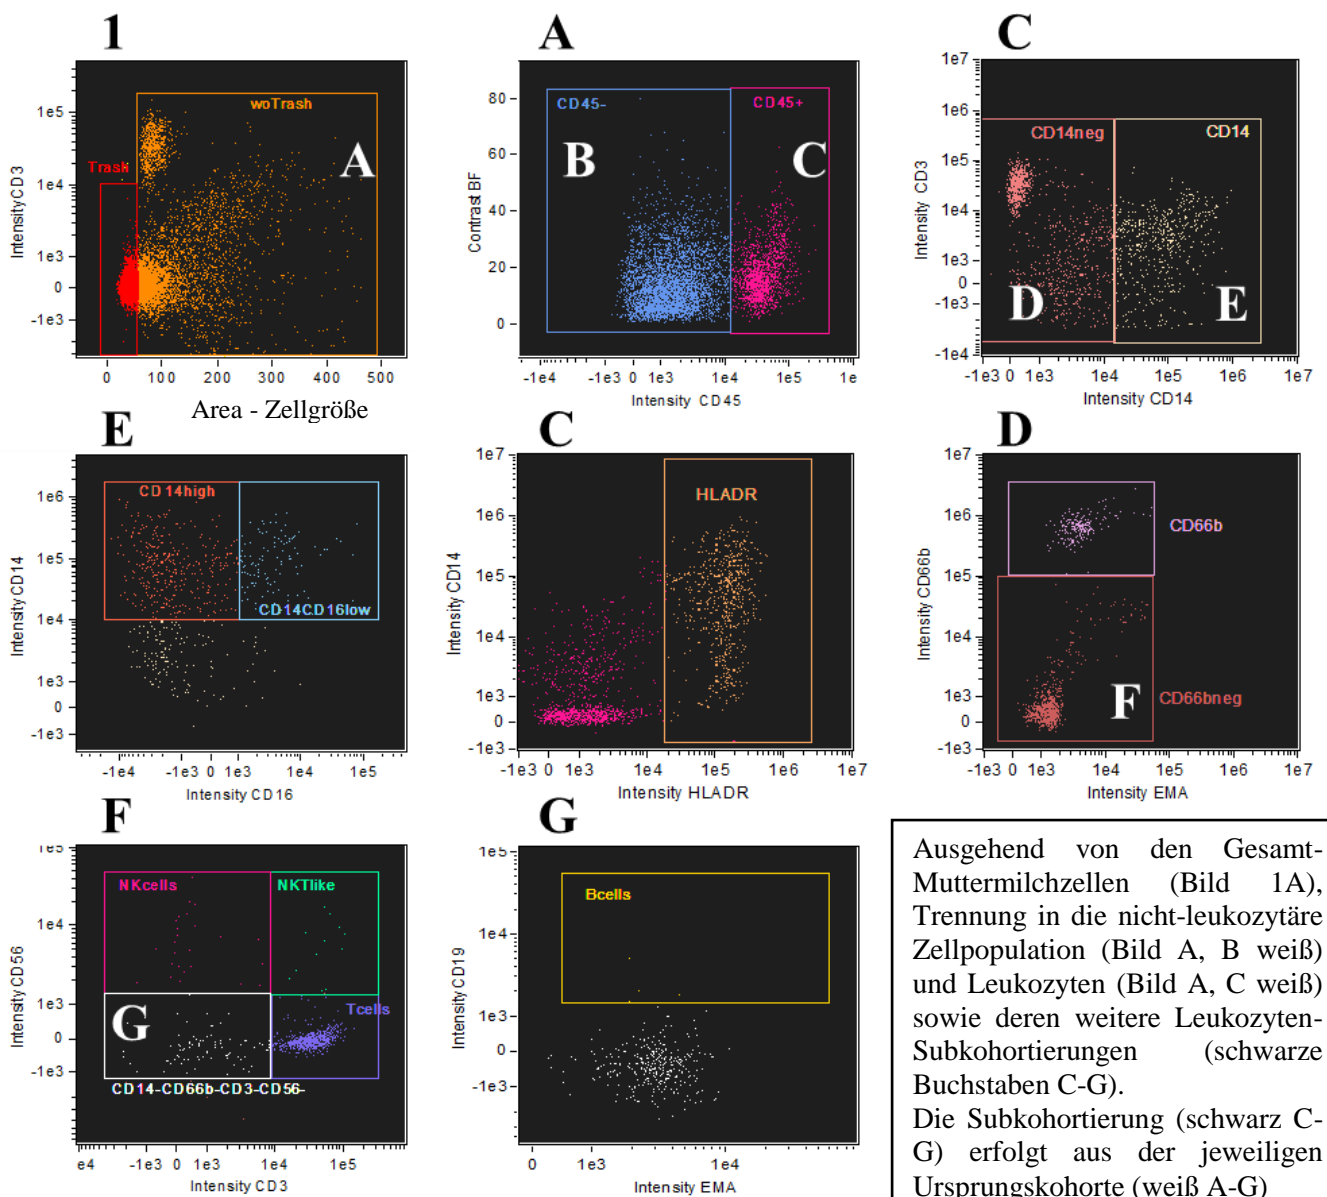 1
A
C
IntensityCD3
1e5
1e4
1e3
0
-1e3
Trash
woTrash
A
0 100 200 300 400 500
Area - Zellgröße
Contrast BF
80
60
40
20
0
CD45-
CD45+
B
C
-1e4 -1e3 0 1e3 1e4 1e5 1e
Intensity CD45
Intensity CD3
1e7
1e6
1e5
1e4
1e3
0
-1e3
-1e4
CD14neg
CD14
D
E
-1e3 0 1e3 1e4 1e5 1e6 1e7
Intensity CD14
E
C
D
Intensity CD14
1e6
1e5
1e4
1e3
0
-1e3
CD14high
CD14CD16low
-1e4 -1e3 0 1e3 1e4 1e5
Intensity CD16
Intensity CD14
1e7
1e6
1e5
1e4
1e3
0
-1e3
HLADR
-1e3 0 1e3 1e4 1e5 1e6 1e7
Intensity HLADR
Intensity CD66b
1e7
1e6
1e5
1e4
1e3
0
-1e3
CD66b
CD66bneg
F
-1e3 0 1e3 1e4 1e5 1e6 1e7
Intensity EMA
F
G
Intensity CD56
1e5
1e4
1e3
0
-1e3
NKcells
NKTlike
Tcells
G
CD14-CD66b-CD3-CD56-
e4 -1e3 0 1e3 1e4 1e5
Intensity CD3
Intensity CD19
1e5
1e4
1e3
0
-1e3
Bcells
0 1e3 1e4
Intensity EMA
Ausgehend von den Gesamt-
Muttermilchzellen (Bild 1A),
Trennung in die nicht-leukozytäre
Zellpopulation (Bild A, B weiß)
und Leukozyten (Bild A, C weiß)
sowie deren weitere Leukozyten-
Subkohortierungen (schwarze
Buchstaben C-G).
Die Subkohortierung (schwarz C-
G) erfolgt aus der jeweiligen
Ursprungskohorte (weiß A-G)